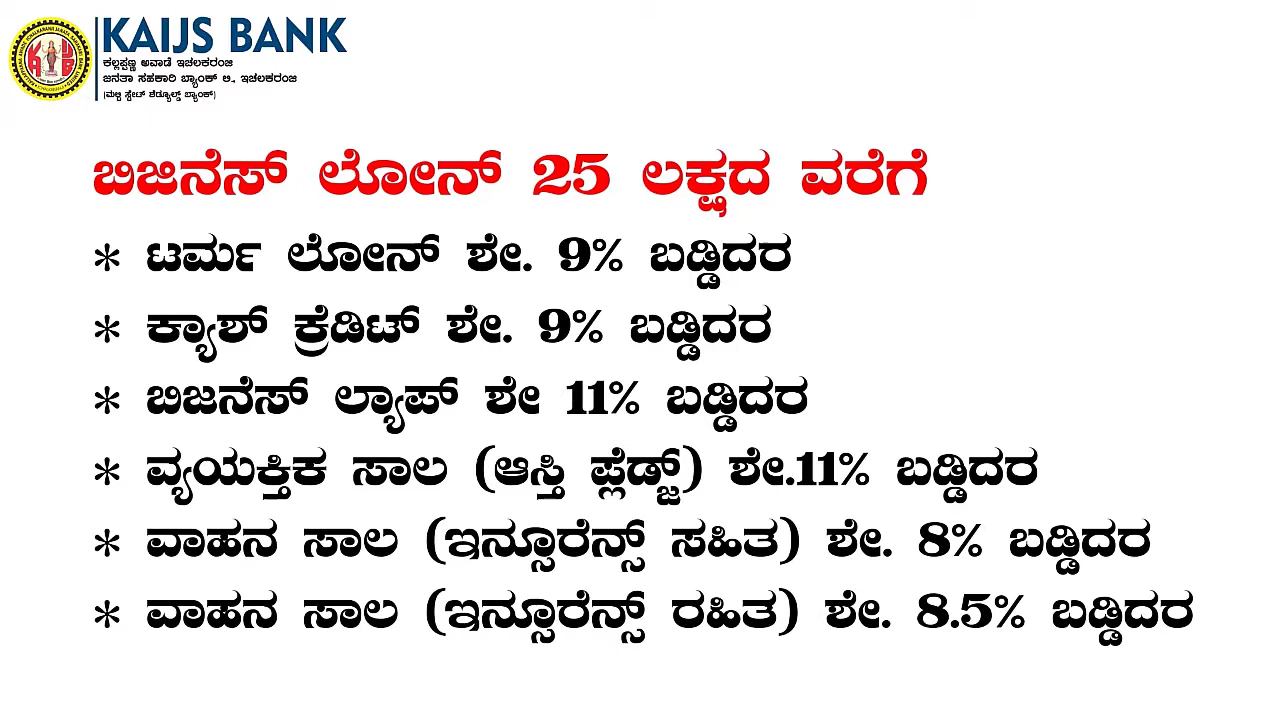 KAIJS BANK
ಕಲ್ಲಪ್ಪಣ್ಣ ಅವಾಡೆ ಇಚಲಕರಂಜಿ
ಜನತಾ ಸಹಕಾರಿ ಬ್ಯಾಂಕ್ ಲಿ., ಇಚಲಕರಂಜಿ
(ಮಲ್ಟಿ ಸ್ಟೇಟ್ ಶೆಡ್ಯೂಲ್ಡ್ ಬ್ಯಾಂಕ್)
ಬಿಜಿನೆಸ್ ಲೋನ್ 25 ಲಕ್ಷದ ವರೆಗೆ
* ಟರ್ಮ ಲೋನ್ ಶೇ. 9% ಬಡ್ಡಿದರ
* ಕ್ಯಾಶ್ ಕ್ರೆಡಿಟ್ ಶೇ. 9% ಬಡ್ಡಿದರ
* ಬಿಜನೆಸ್ ಲ್ಯಾಪ್ ಶೇ 11% ಬಡ್ಡಿದರ
* ವ್ಯಯಕ್ತಿಕ ಸಾಲ (ಆಸ್ತಿ ಪ್ಲೆಡ್ಜ್) ಶೇ.11% ಬಡ್ಡಿದರ
* ವಾಹನ ಸಾಲ (ಇನ್ಸೂರೆನ್ಸ್ ಸಹಿತ) ಶೇ. 8% ಬಡ್ಡಿದರ
* ವಾಹನ ಸಾಲ (ಇನ್ಸೂರೆನ್ಸ್ ರಹಿತ) ಶೇ. 8.5% ಬಡ್ಡಿದರ